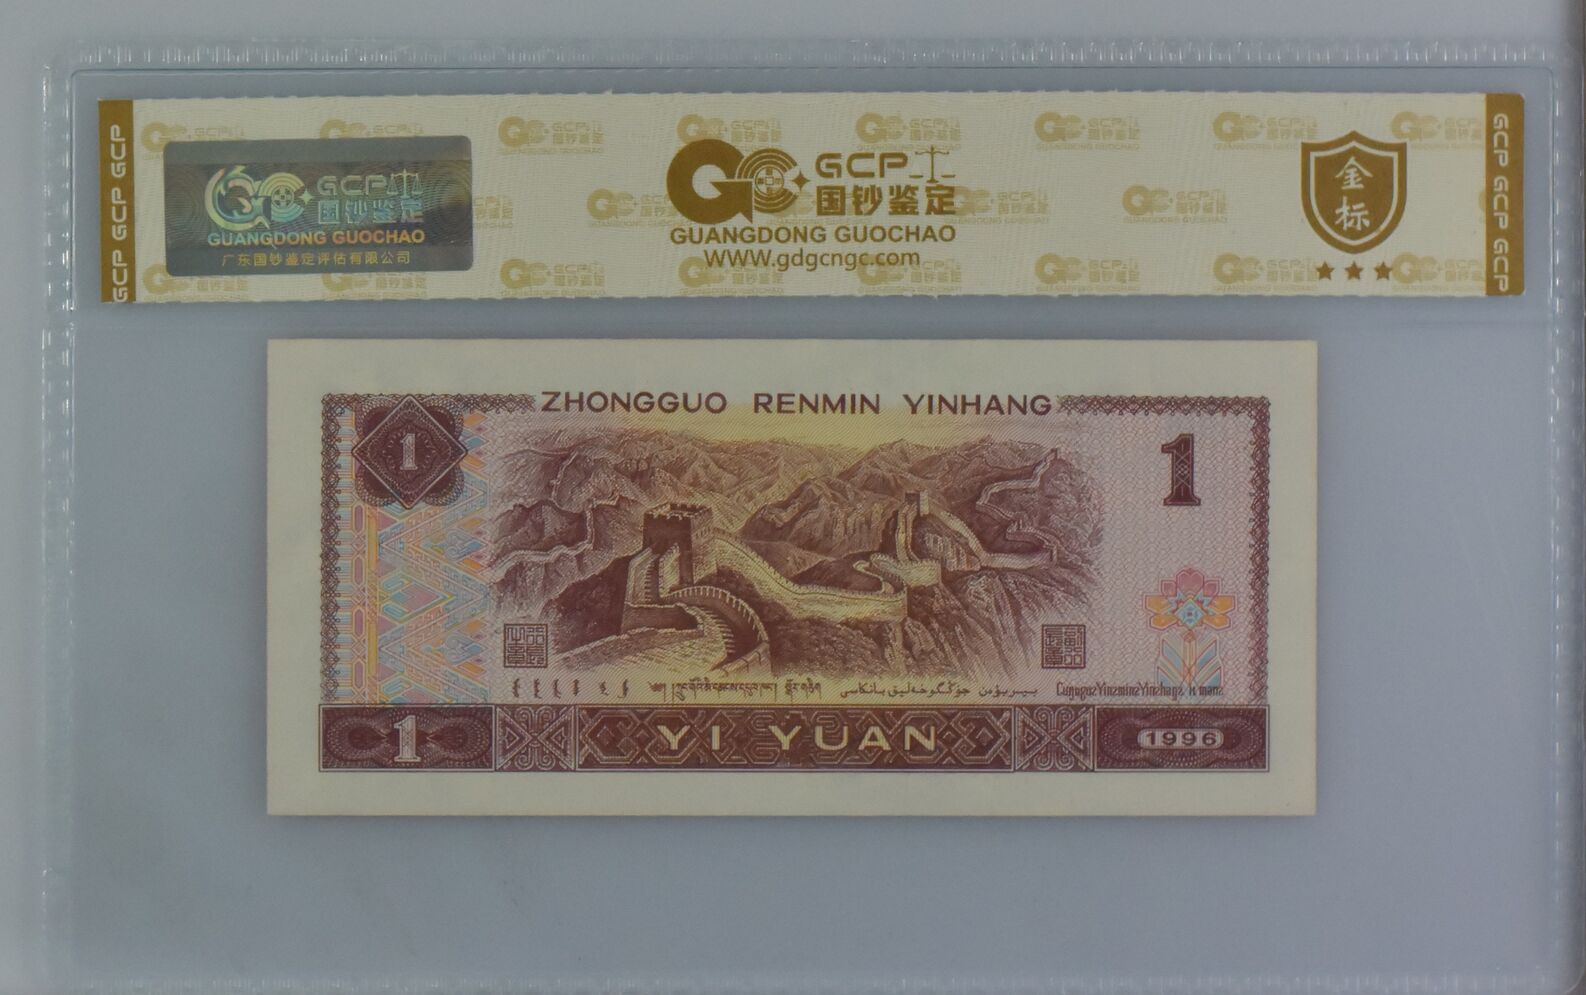 GCP GCP GCP
GCP
国钞鉴定
GUANGDONG GUOCHAO
广东国钞鉴定评估有限公司
GCP
国钞鉴定
GUANGDONG GUOCHAO
WWW.gdgcngc.com
金
标
GCP GCP GCP
ZHONGGUO RENMIN YINHANG
1
1
1
YI YUAN
1996